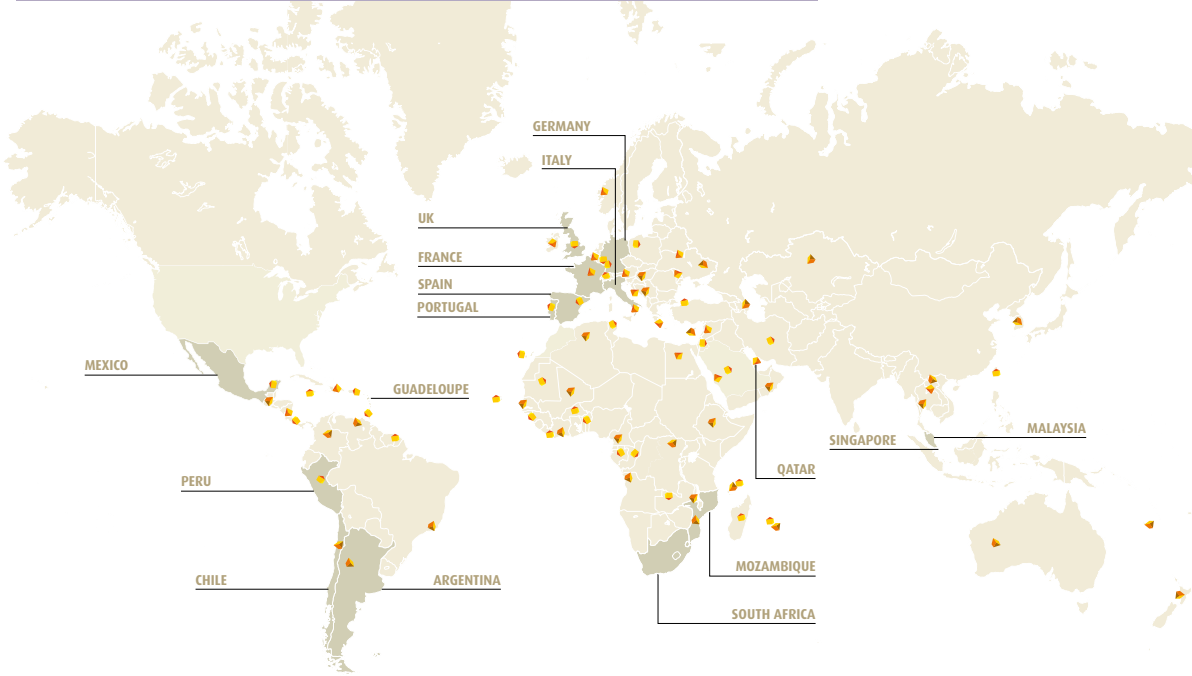 GERMANY
ITALY
UK
FRANCE
SPAIN
PORTUGAL
MEXICO
GUADELOUPE
MALAYSIA
SINGAPORE
QATAR
PERU
MOZAMBIQUE
CHILE
ARGENTINA
SOUTH AFRICA